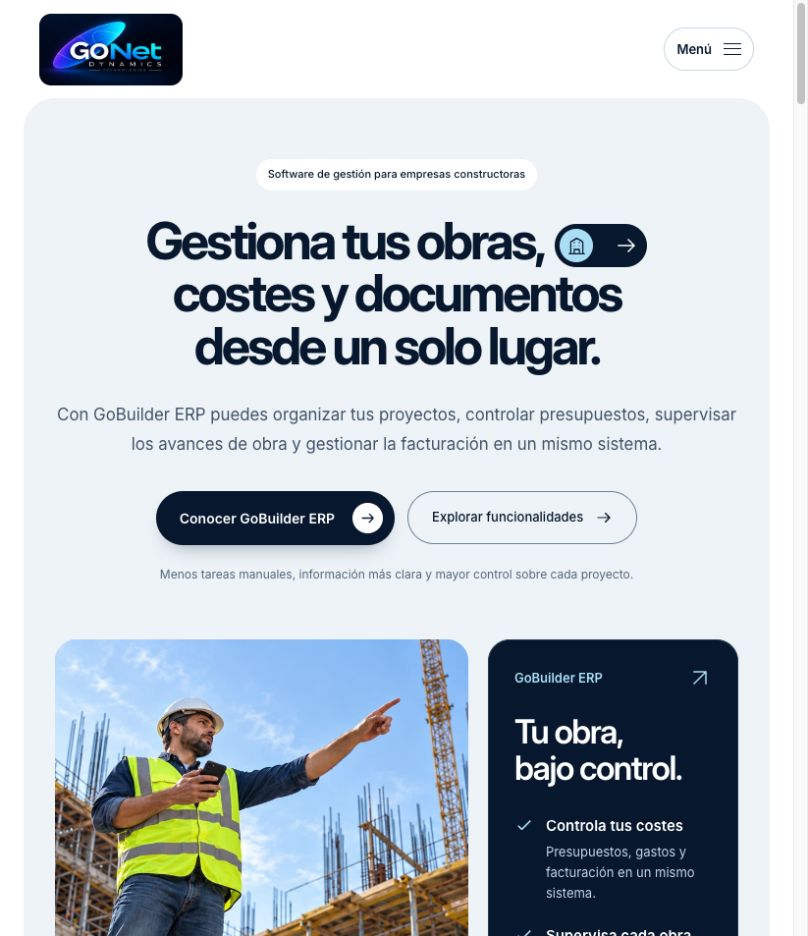 GONet
DYNAMICS
Menú
Software de gestión para empresas constructoras
Gestiona tus obras,
costes y documentos
desde un solo lugar.
Con GoBuilder ERP puedes organizar tus proyectos, controlar presupuestos, supervisar
los avances de obra y gestionar la facturación en un mismo sistema.
Conocer GoBuilder ERP
Explorar funcionalidades
Menos tareas manuales, información más clara y mayor control sobre cada proyecto.
GoBuilder ERP
Tu obra,
bajo control.
Controla tus costes
Presupuestos, gastos y
facturación en un mismo
sistema.
Supervisa cada obra